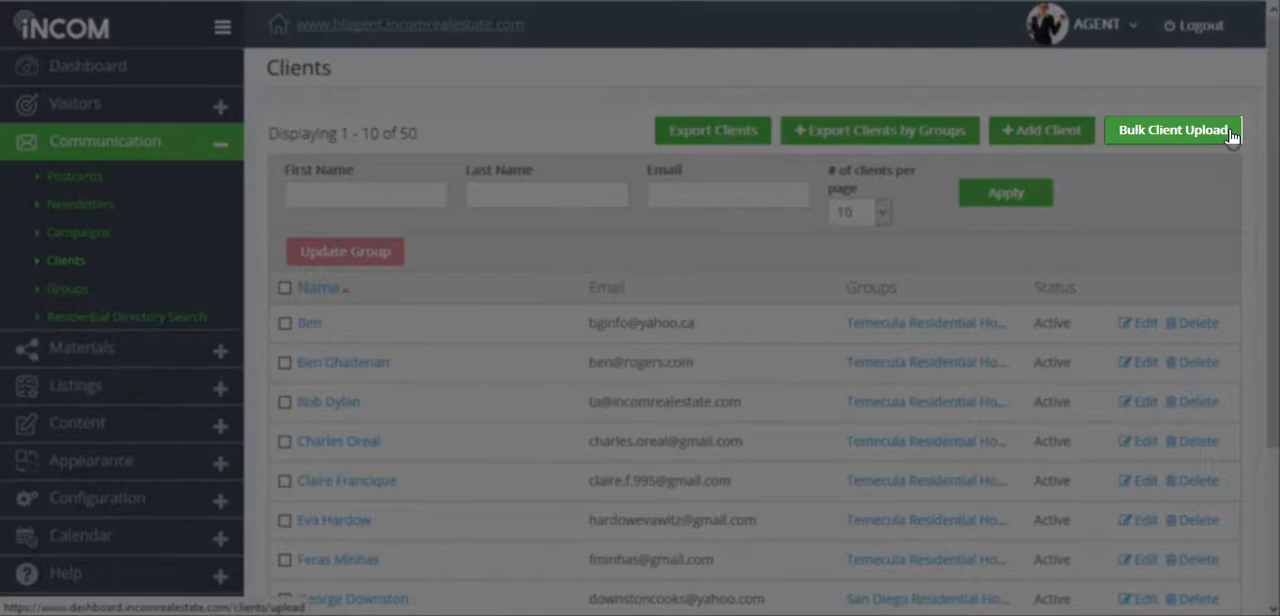 iNCOM
www.hlagent.incomrealestate.com
AGENT
Logout
Dashboard
Visitors
Communication
Postcards
Newsletters
Campaigns
Clients
Groups
Residential Directory Search
Materials
Listings
Content
Appearance
Configuration
Calendar
Help
Clients
Displaying 1 - 10 of 50
Export Clients
+ Export Clients by Groups
+ Add Client
Bulk Client Upload
First Name
Last Name
Email
# of clients per
page
10
Apply
Update Group
Name Email Groups Status
Ben bginfo@yahoo.ca Temecula Residential Ho... Active Edit Delete
Ben Ghaderian ben@rogers.com Temecula Residential Ho... Active Edit Delete
Bob Dylan ta@incomrealestate.com Temecula Residential Ho... Active Edit Delete
Charles Oreal charles.oreal@gmail.com Temecula Residential Ho... Active Edit Delete
Claire Francique claire.f.995@gmail.com Temecula Residential Ho... Active Edit Delete
Eva Hardow hardowevawitz@gmail.com Temecula Residential Ho... Active Edit Delete
Feras Minhas fminhas@gmail.com Temecula Residential Ho... Active Edit Delete
George Downston downstoncooks@yahoo.com San Diego Residential Ho... Active Edit Delete
https://www.dashboard.incomrealestate.com/clients/upload